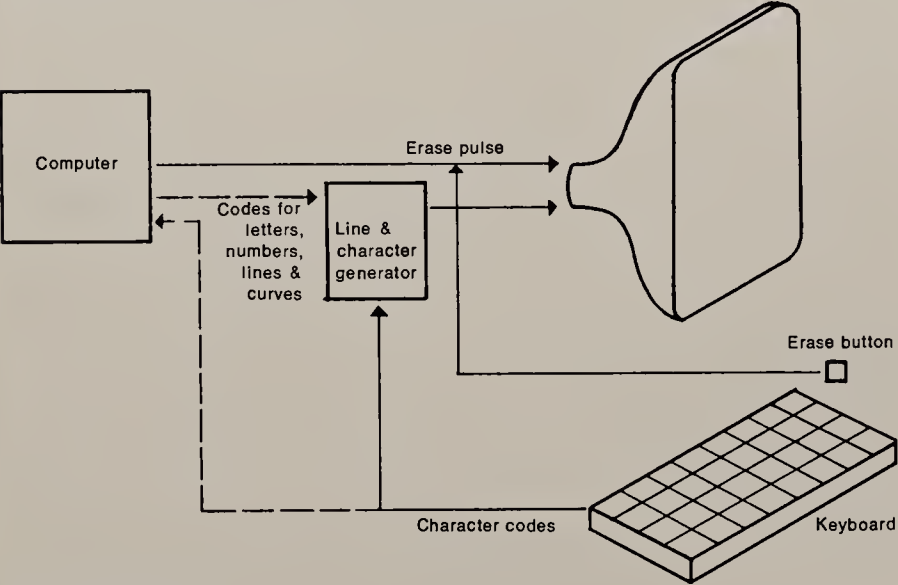 Computer
Erase pulse
Codes for
letters,
numbers,
lines &
curves
Line &
character
generator
Erase button
Character codes
Keyboard